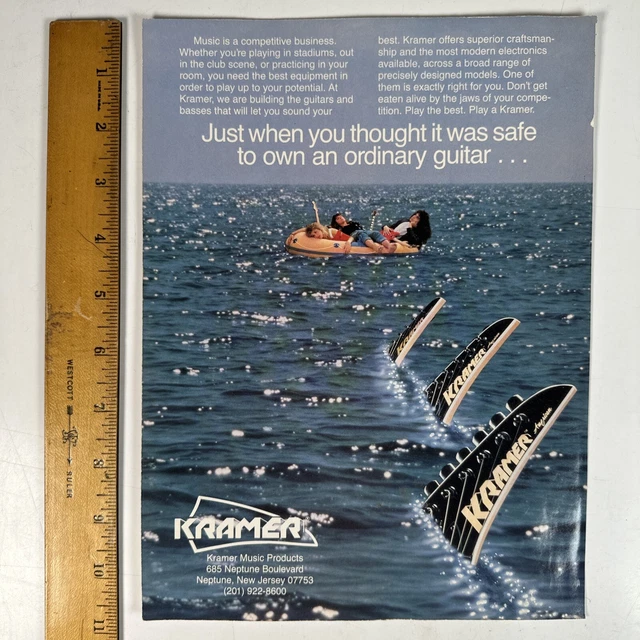 Music is a competitive business.
Whether you're playing in stadiums, out
in the club scene, or practicing in your
room, you need the best equipment in
order to play up to your potential. At
Kramer, we are building the guitars and
basses that will let you sound your
best. Kramer offers superior craftsman-
ship and the most modern electronics
available, across a broad range of
precisely designed models. One of
them is exactly right for you. Don't get
eaten alive by the jaws of your compe-
tition. Play the best. Play a Kramer.
Just when you thought it was safe
to own an ordinary guitar . . .
KRAMER
KRAMER
KRAMER
Kramer Music Products
685 Neptune Boulevard
Neptune, New Jersey 07753
(201) 922-8600
WESTCOTT
RULER
1
2
3
4
5
6
7
8
9
10
11